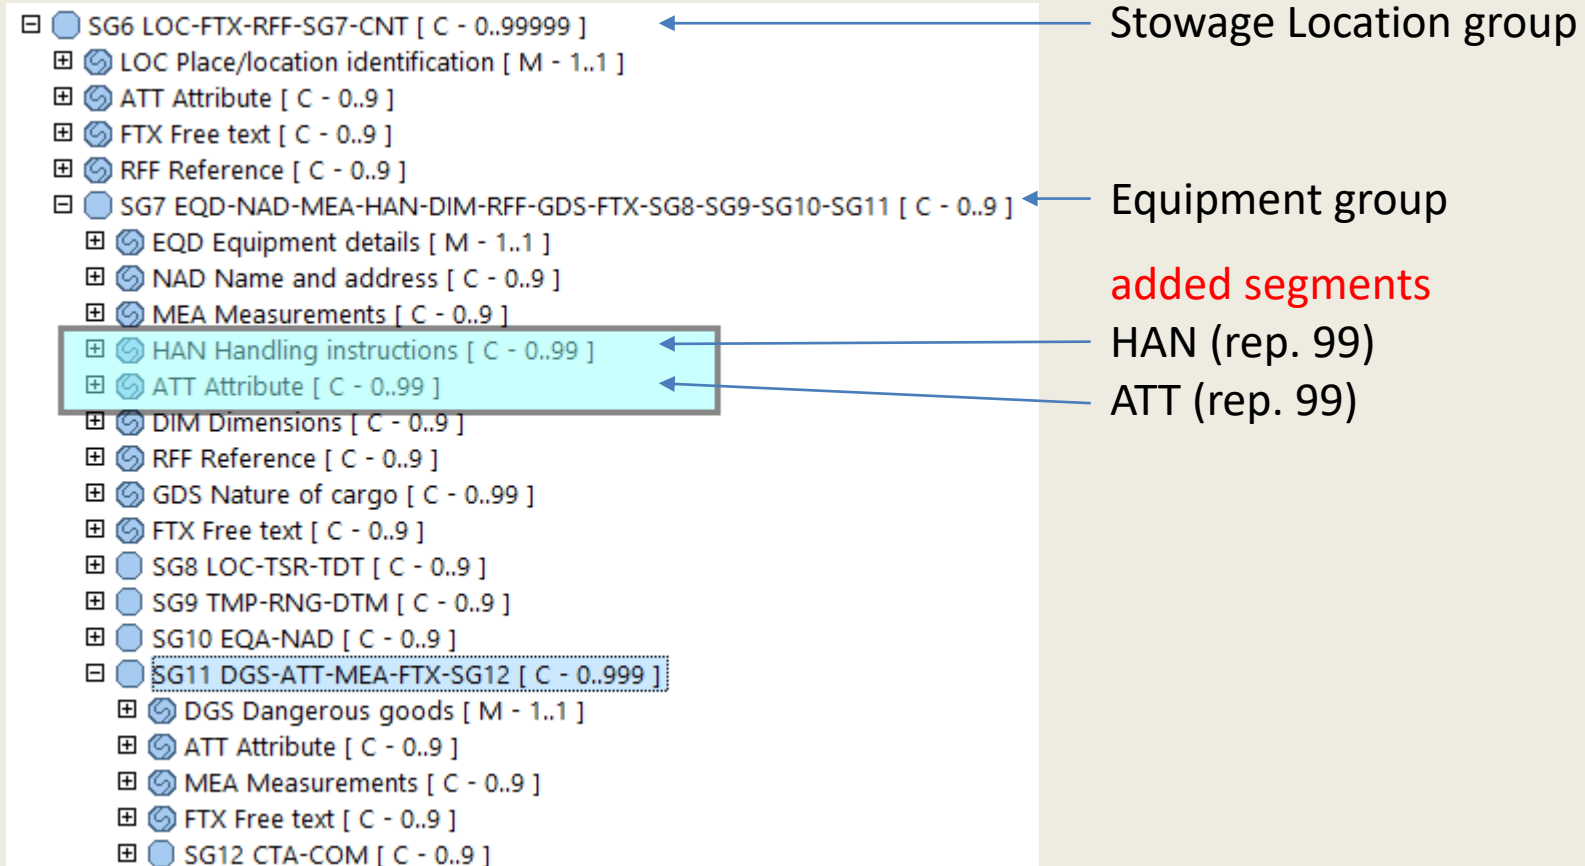 SG6 LOC-FTX-RFF-SG7-CNT [ C - 0..99999 ]
Stowage Location group
LOC Place/location identification [ M - 1..1 ]
ATT Attribute [ C - 0..9 ]
FTX Free text [ C - 0..9 ]
RFF Reference [ C - 0..9 ]
SG7 EQD-NAD-MEA-HAN-DIM-RFF-GDS-FTX-SG8-SG9-SG10-SG11 [ C - 0..9 ]
Equipment group
EQD Equipment details [ M - 1..1 ]
NAD Name and address [ C - 0..9 ]
added segments
MEA Measurements [ C - 0..9 ]
HAN Handling instructions [ C - 0..99 ]
HAN (rep. 99)
ATT Attribute [ C - 0..99 ]
ATT (rep. 99)
DIM Dimensions [ C - 0..9 ]
RFF Reference [ C - 0..9 ]
GDS Nature of cargo [ C - 0..99 ]
FTX Free text [ C - 0..9 ]
SG8 LOC-TSR-TDT [ C - 0..9 ]
SG9 TMP-RNG-DTM [ C - 0..9 ]
SG10 EQA-NAD [ C - 0..9 ]
SG11 DGS-ATT-MEA-FTX-SG12 [ C - 0..999 ]
DGS Dangerous goods [ M - 1..1 ]
ATT Attribute [ C - 0..9 ]
MEA Measurements [ C - 0..9 ]
FTX Free text [ C - 0..9 ]
SG12 CTA-COM [ C - 0..9 ]